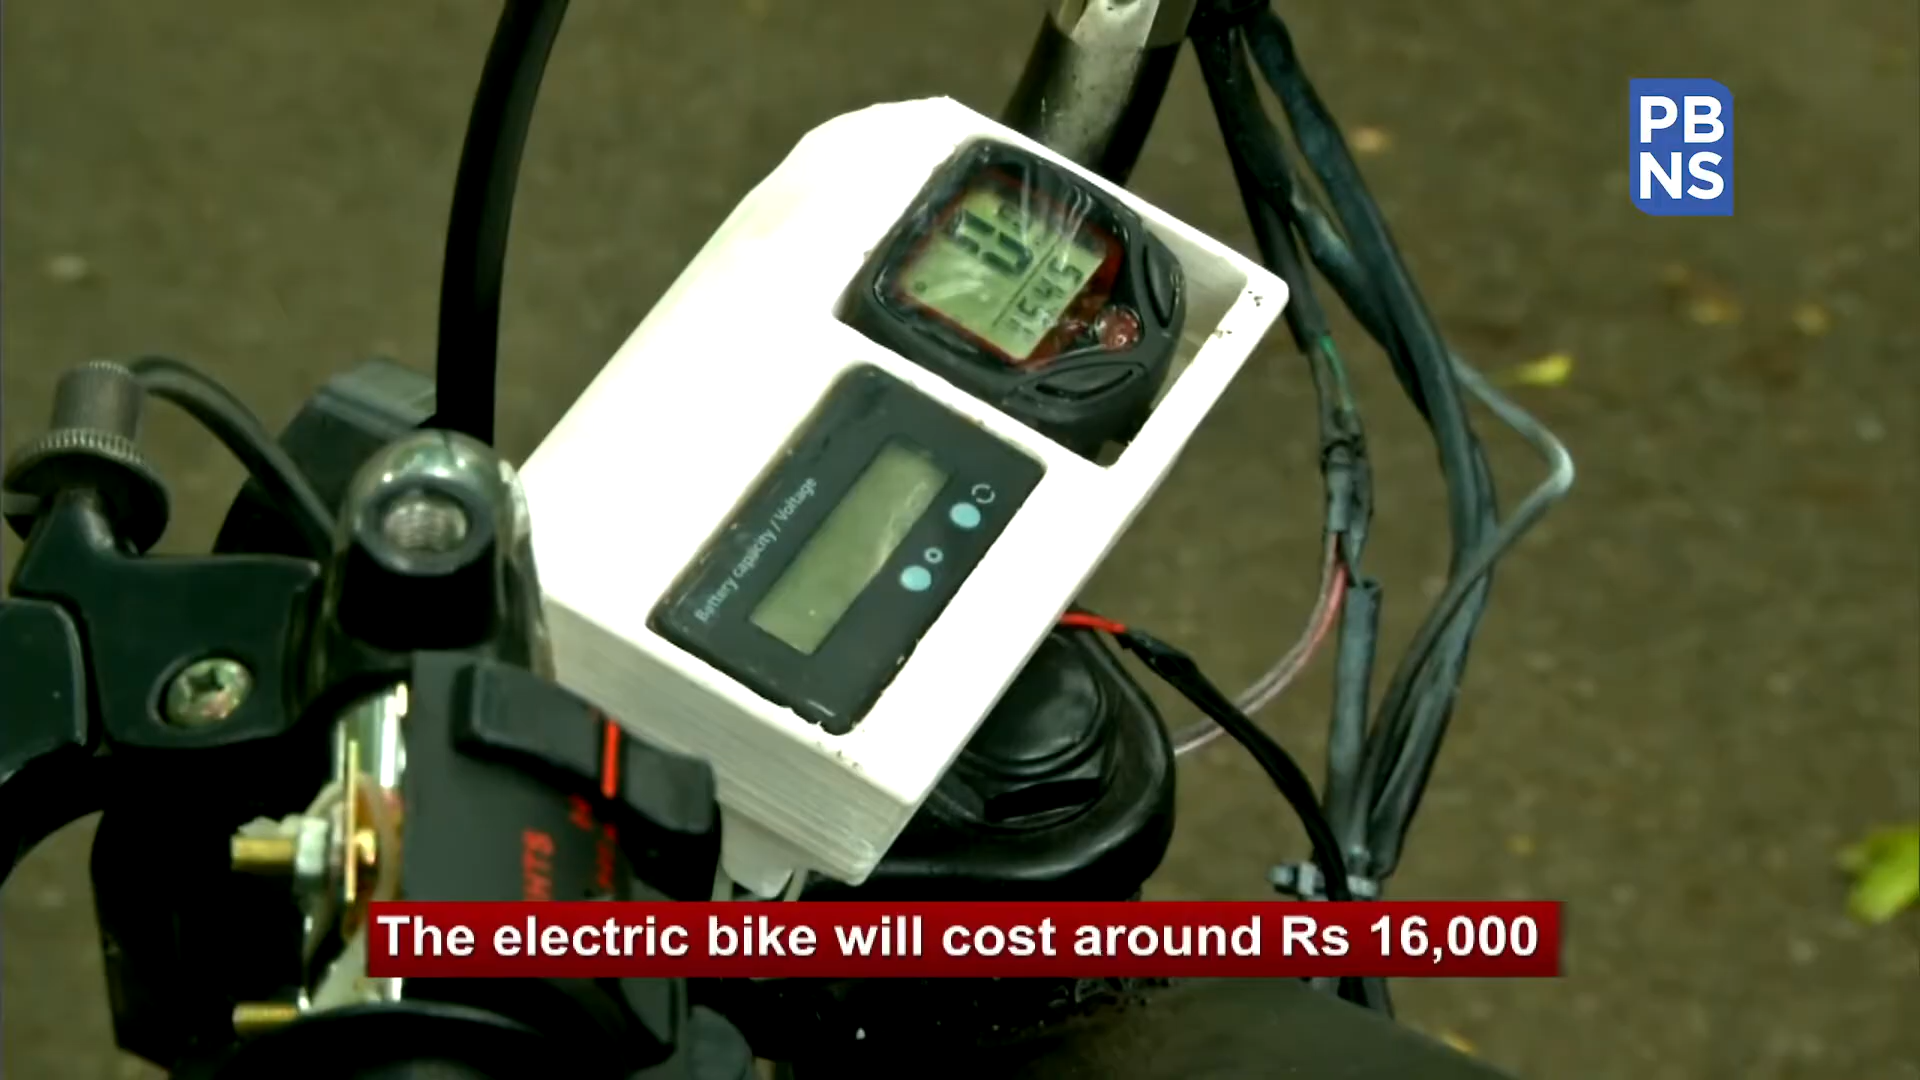 PB
NS
Battery capacity / Voltage
The electric bike will cost around Rs 16,000